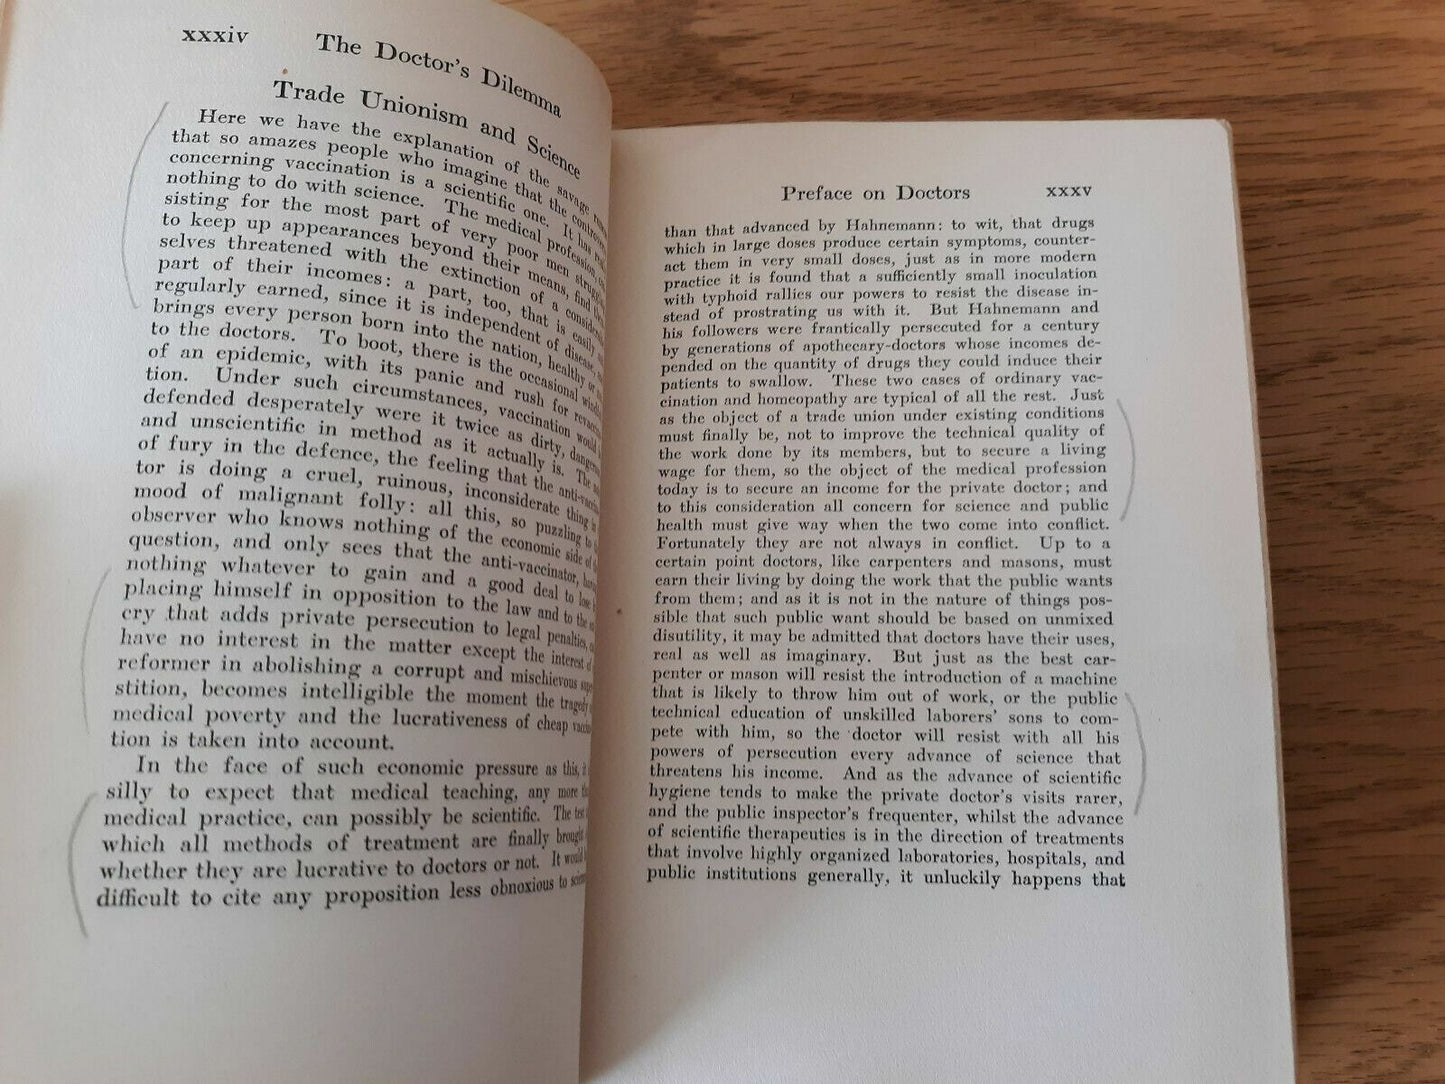 xxxiv The Doctor's Dilemma
Trade Unionism and Science
Here we have the explanation of the savage
that so amazes people who imagine that the
concerning vaccination is a scientific one. It has
nothing to do with science. The medical profession,
sisting for the most part of very poor men
to keep up appearances beyond their means, find
selves threatened with the extinction of a
part of their incomes: a part, too, that is easily
regularly earned, since it is independent of disease,
brings every person born into the nation, healthy or
to the doctors. To boot, there is the occasional
of an epidemic, with its panic and rush for
tion. Under such circumstances, vaccination would
defended desperately were it twice as dirty,
and unscientific in method as it actually is. The
of fury in the defence, the feeling that the
tor is doing a cruel, ruinous, inconsiderate thing in
mood of malignant folly: all this, so puzzling to
observer who knows nothing of the economic side of
question, and only sees that the anti-vaccinator,
nothing whatever to gain and a good deal to lose
placing himself in opposition to the law and to the
cry that adds private persecution to legal penalties,
have no interest in the matter except the interest of
reformer in abolishing a corrupt and mischievous
stition, becomes intelligible the moment the tragedy
medical poverty and the lucrativeness of cheap
tion is taken into account.
In the face of such economic pressure as this, it
silly to expect that medical teaching, any more
medical practice, can possibly be scientific. The test
which all methods of treatment are finally brought
whether they are lucrative to doctors or not. It would
difficult to cite any proposition less obnoxious to
Preface on Doctors xxxv
than that advanced by Hahnemann: to wit, that drugs
which in large doses produce certain symptoms, counter-
act them in very small doses, just as in more modern
practice it is found that a sufficiently small inoculation
with typhoid rallies our powers to resist the disease in-
stead of prostrating us with it. But Hahnemann and
his followers were frantically persecuted for a century
by generations of apothecary-doctors whose incomes de-
pended on the quantity of drugs they could induce their
patients to swallow. These two cases of ordinary vac-
cination and homeopathy are typical of all the rest. Just
as the object of a trade union under existing conditions
must finally be, not to improve the technical quality of
the work done by its members, but to secure a living
wage for them, so the object of the medical profession
today is to secure an income for the private doctor; and
to this consideration all concern for science and public
health must give way when the two come into conflict.
Fortunately they are not always in conflict. Up to a
certain point doctors, like carpenters and masons, must
earn their living by doing the work that the public wants
from them; and as it is not in the nature of things pos-
sible that such public want should be based on unmixed
disutility, it may be admitted that doctors have their uses,
real as well as imaginary. But just as the best car-
penter or mason will resist the introduction of a machine
that is likely to throw him out of work, or the public
technical education of unskilled laborers' sons to com-
pete with him, so the doctor will resist with all his
powers of persecution every advance of science that
threatens his income. And as the advance of scientific
hygiene tends to make the private doctor's visits rarer,
and the public inspector's frequenter, whilst the advance
of scientific therapeutics is in the direction of treatments
that involve highly organized laboratories, hospitals, and
public institutions generally, it unluckily happens that